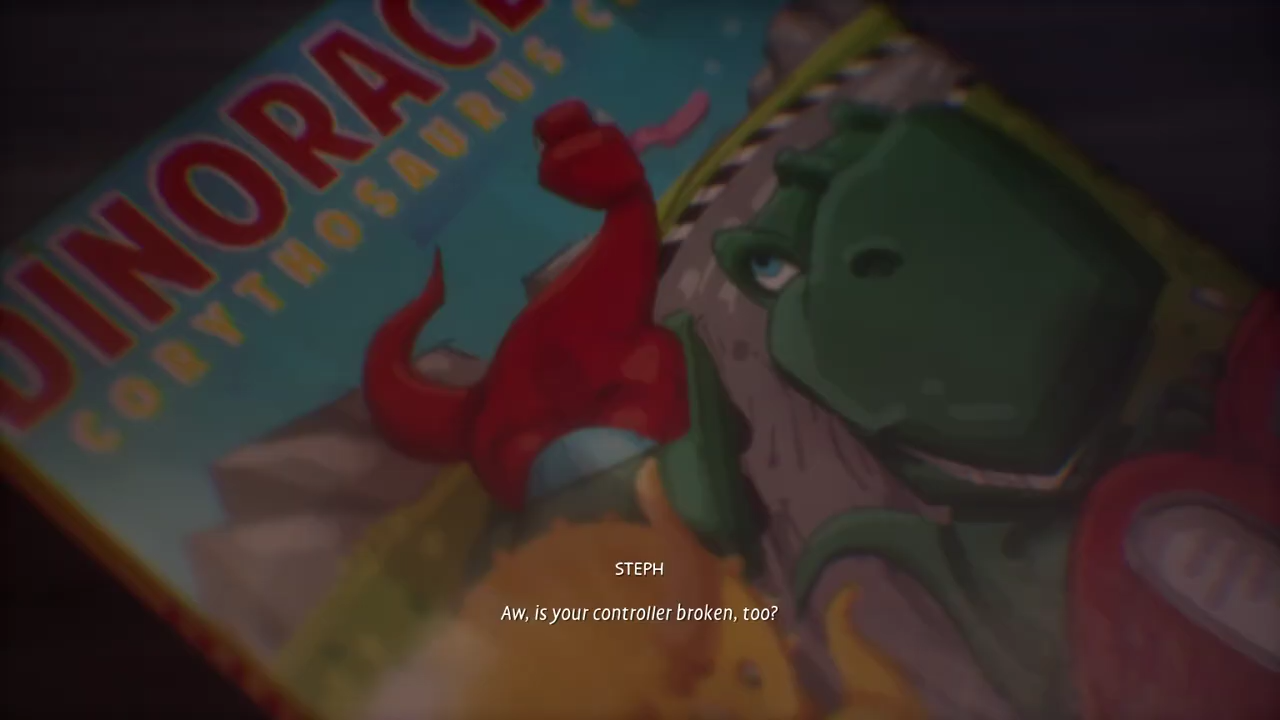 DINORACE
CORYTHOSAURUS C
STEPH
Aw, is your controller broken, too?